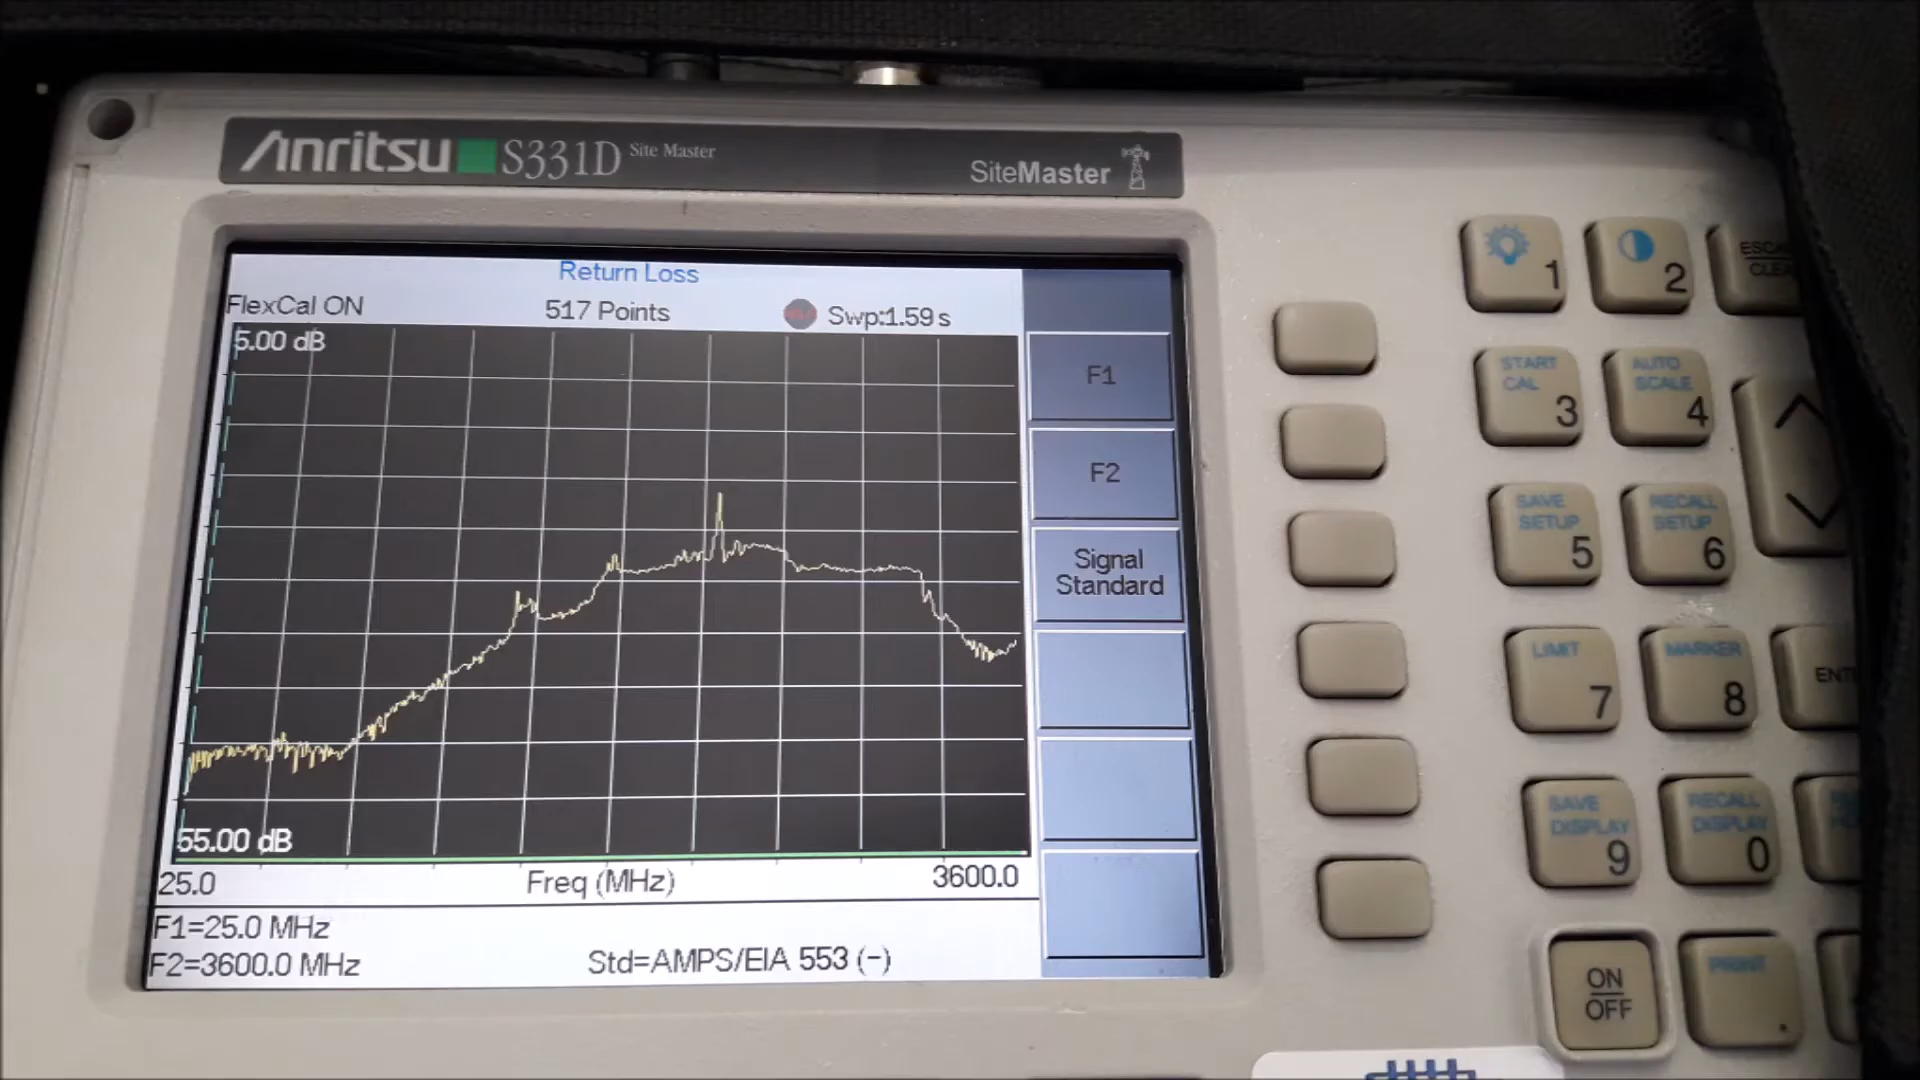 Anritsu S331D Site Master
SiteMaster
Return Loss
FlexCal ON
517 Points
Swp:1.59 s
5.00 dB
55.00 dB
25.0
Freq (MHz)
3600.0
F1=25.0 MHz
F2=3600.0 MHz
Std=AMPS/EIA 553 (-)
F1
F2
Signal
Standard
1
2
START
CAL
3
AUTO
SCALE
4
SAVE
SETUP
5
RECALL
SETUP
6
LIMIT
7
MARKER
8
SAVE
DISPLAY
9
RECALL
DISPLAY
0
ON
OFF
PRINT
.